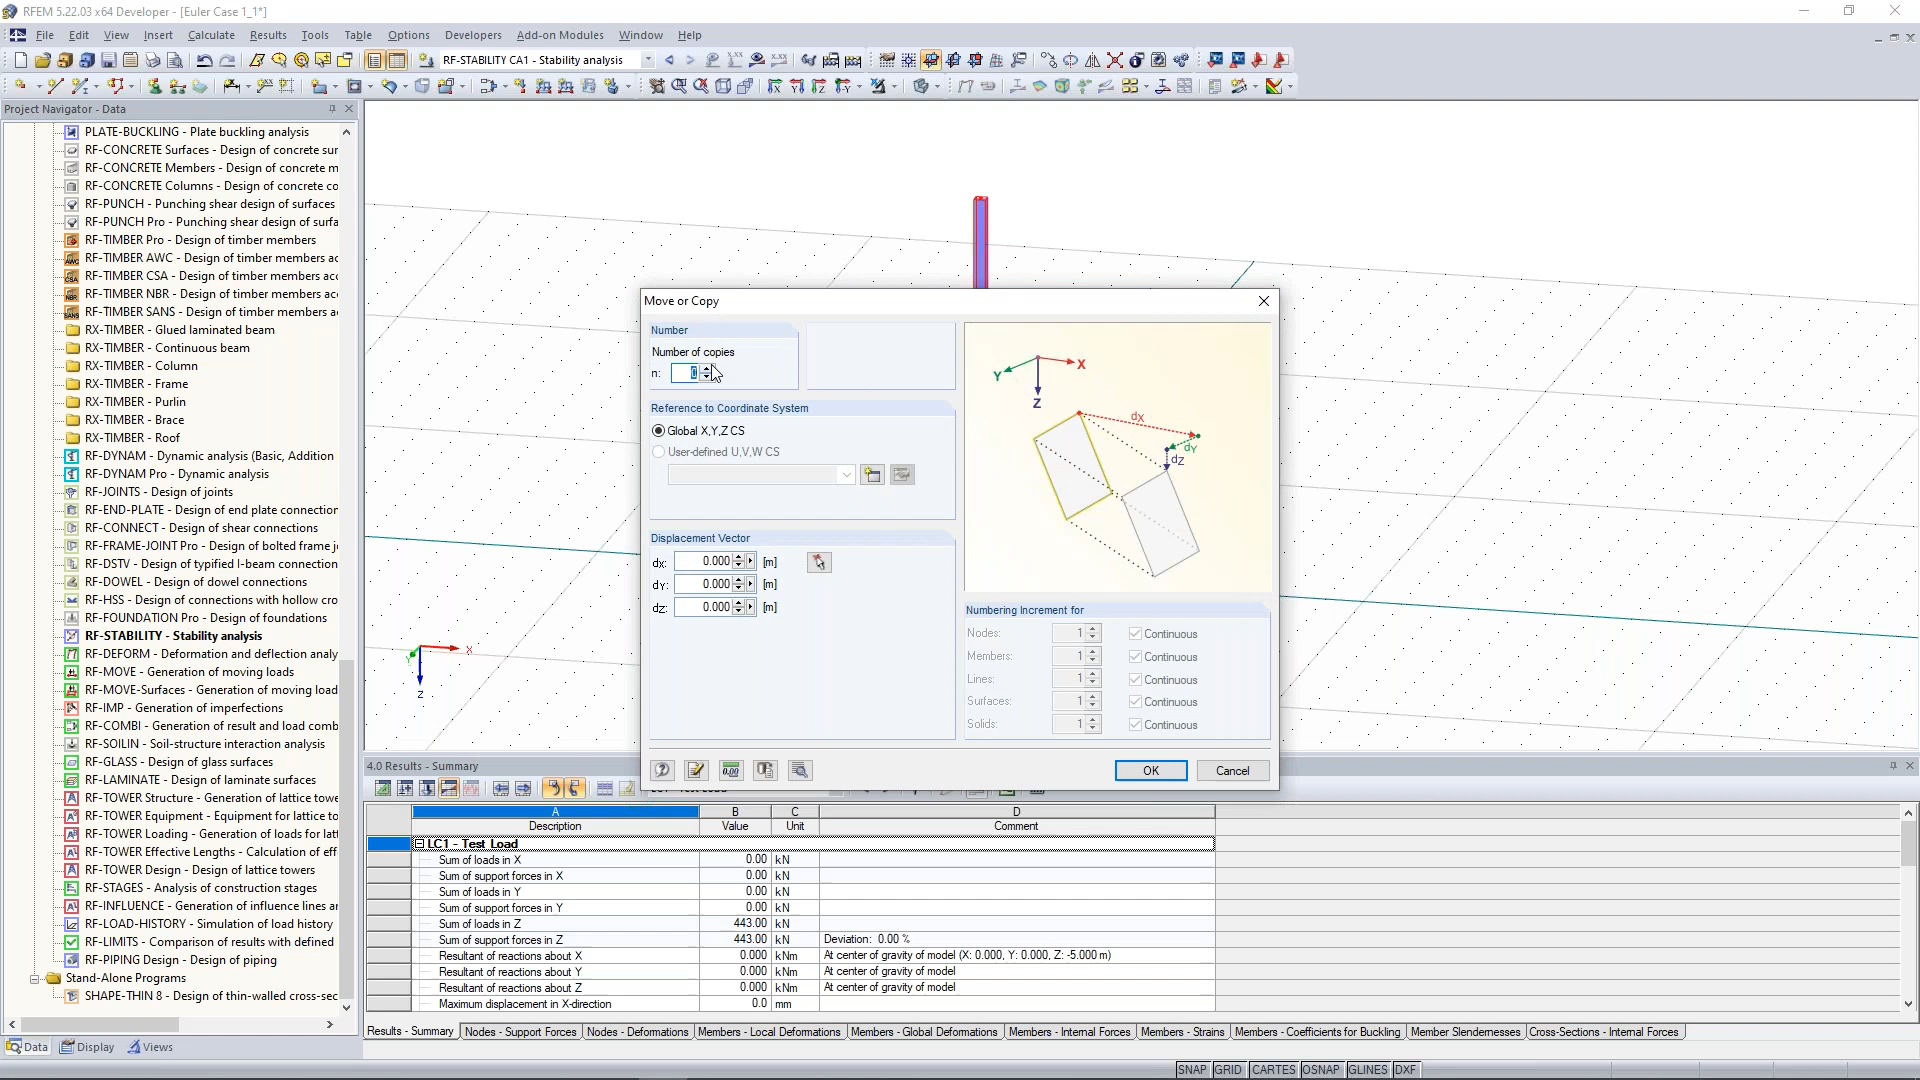 RFEM 5.22.03 x64 Developer - [Euler Case 1_1*]
File Edit View Insert Calculate Results Tools Table Options Developers Add-on Modules Window Help
RF-STABILITY CA1 - Stability analysis
Project Navigator - Data
PLATE-BUCKLING - Plate buckling analysis
RF-CONCRETE Surfaces - Design of concrete sur
RF-CONCRETE Members - Design of concrete m
RF-CONCRETE Columns - Design of concrete co
RF-PUNCH - Punching shear design of surfaces
RF-PUNCH Pro - Punching shear design of surfa
RF-TIMBER Pro - Design of timber members
RF-TIMBER AWC - Design of timber members ac
RF-TIMBER CSA - Design of timber members acc
RF-TIMBER NBR - Design of timber members acc
RF-TIMBER SANS - Design of timber members a
RX-TIMBER - Glued laminated beam
RX-TIMBER - Continuous beam
RX-TIMBER - Column
RX-TIMBER - Frame
RX-TIMBER - Purlin
RX-TIMBER - Brace
RX-TIMBER - Roof
RF-DYNAM - Dynamic analysis (Basic, Addition
RF-DYNAM Pro - Dynamic analysis
RF-JOINTS - Design of joints
RF-END-PLATE - Design of end plate connection
RF-CONNECT - Design of shear connections
RF-FRAME-JOINT Pro - Design of bolted frame j
RF-DSTV - Design of typified I-beam connection
RF-DOWEL - Design of dowel connections
RF-HSS - Design of connections with hollow cro
RF-FOUNDATION Pro - Design of foundations
RF-STABILITY - Stability analysis
RF-DEFORM - Deformation and deflection analy
RF-MOVE - Generation of moving loads
RF-MOVE-Surfaces - Generation of moving load
RF-IMP - Generation of imperfections
RF-COMBI - Generation of result and load comb
RF-SOILIN - Soil-structure interaction analysis
RF-GLASS - Design of glass surfaces
RF-LAMINATE - Design of laminate surfaces
RF-TOWER Structure - Generation of lattice towe
RF-TOWER Equipment - Equipment for lattice to
RF-TOWER Loading - Generation of loads for latt
RF-TOWER Effective Lengths - Calculation of eff
RF-TOWER Design - Design of lattice towers
RF-STAGES - Analysis of construction stages
RF-INFLUENCE - Generation of influence lines ar
RF-LOAD-HISTORY - Simulation of load history
RF-LIMITS - Comparison of results with defined
RF-PIPING Design - Design of piping
Stand-Alone Programs
SHAPE-THIN 8 - Design of thin-walled cross-sec
Data Display Views
X
Y
Z
Move or Copy
Number
Number of copies
n: 0
Reference to Coordinate System
Global X,Y,Z CS
User-defined U,V,W CS
Displacement Vector
dX: 0.000 [m]
dY: 0.000 [m]
dZ: 0.000 [m]
X
Y
Z
dX
dY
dZ
Numbering Increment for
Nodes: 1 Continuous
Members: 1 Continuous
Lines: 1 Continuous
Surfaces: 1 Continuous
Solids: 1 Continuous
OK Cancel
4.0 Results - Summary
A B C D
Description Value Unit Comment
LC1 - Test Load
Sum of loads in X 0.00 kN
Sum of support forces in X 0.00 kN
Sum of loads in Y 0.00 kN
Sum of support forces in Y 0.00 kN
Sum of loads in Z 443.00 kN
Sum of support forces in Z 443.00 kN Deviation: 0.00 %
Resultant of reactions about X 0.000 kNm At center of gravity of model (X: 0.000, Y: 0.000, Z: -5.000 m)
Resultant of reactions about Y 0.000 kNm At center of gravity of model
Resultant of reactions about Z 0.000 kNm At center of gravity of model
Maximum displacement in X-direction 0.0 mm
Results - Summary Nodes - Support Forces Nodes - Deformations Members - Local Deformations Members - Global Deformations Members - Internal Forces Members - Strains Members - Coefficients for Buckling Member Slendernesses Cross-Sections - Internal Forces
SNAP GRID CARTES OSNAP GLINES DXF